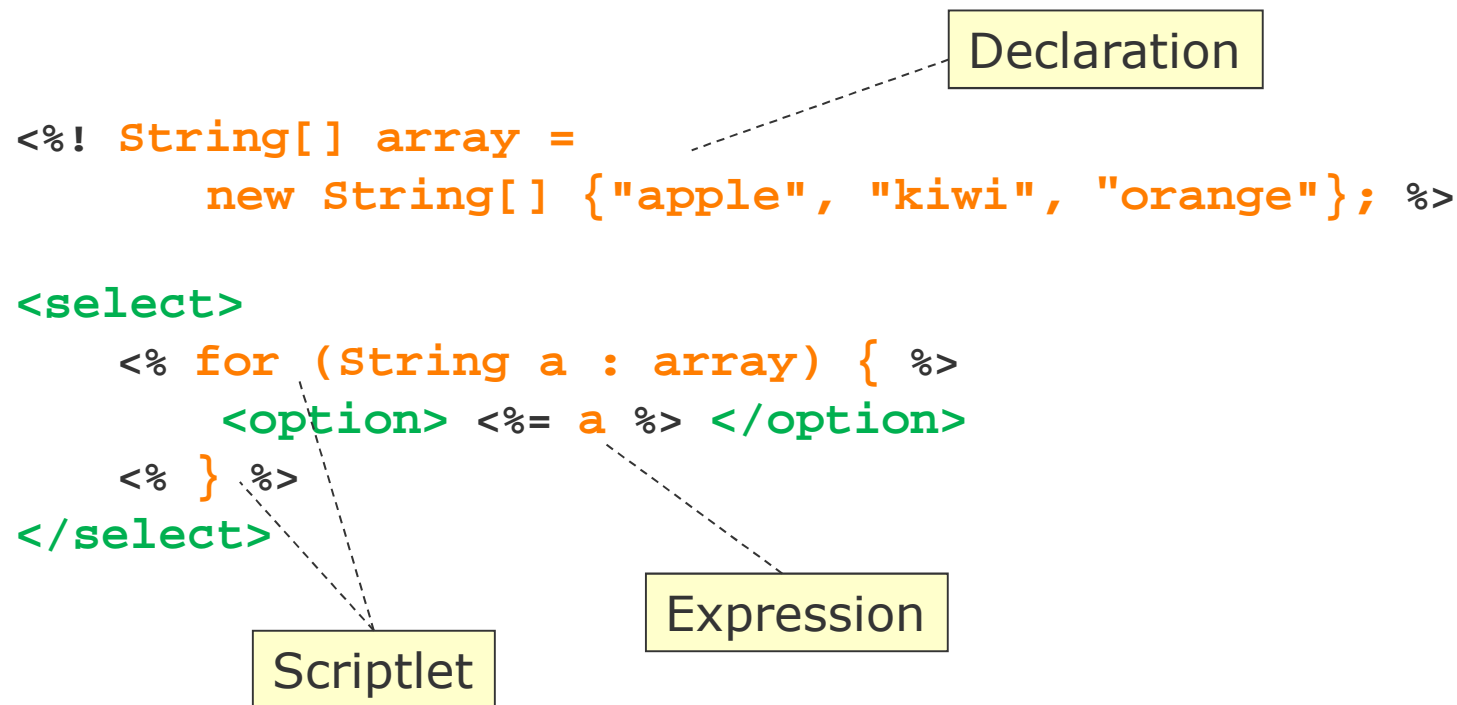 Declaration
<%! String[] array =
new String[] {"apple", "kiwi", "orange"}; %>
<select>
<% for (String a : array) { %>
<option> <%= a %> </option>
<% } %>
</select>
Expression
Scriptlet